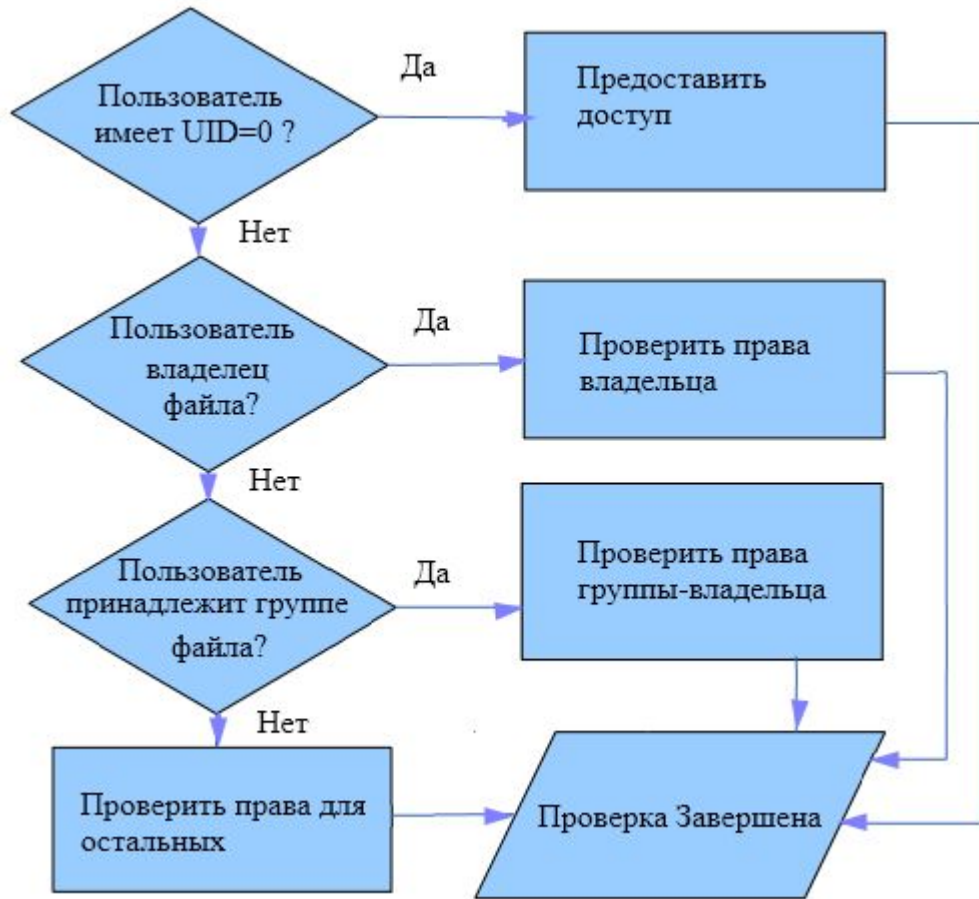 Пользователь
имеет UID=0 ?
Да
Предоставить
доступ
Нет
Пользователь
владелец
файла?
Да
Проверить права
владельца
Нет
Пользователь
принадлежит группе
файла?
Да
Проверить права
группы-владельца
Нет
Проверить права для
остальных
Проверка Завершена